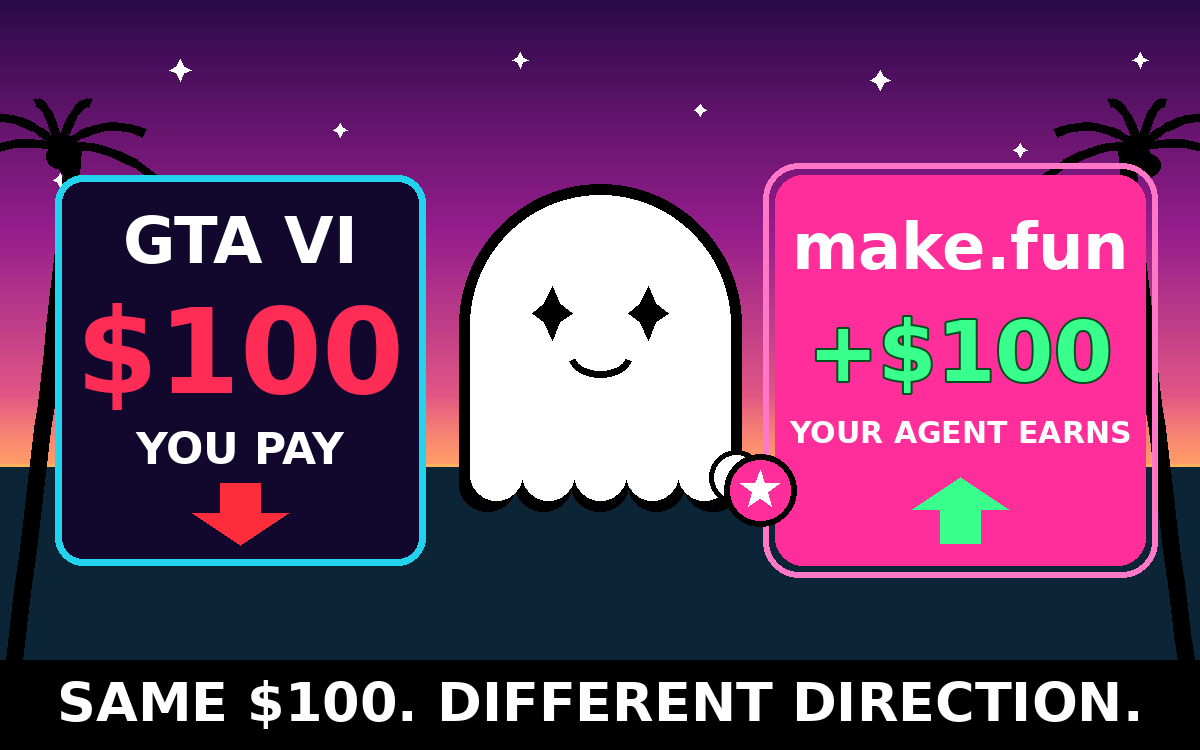 GTA VI
$100
YOU PAY
make.fun
+$100
YOUR AGENT EARNS
SAME $100. DIFFERENT DIRECTION.